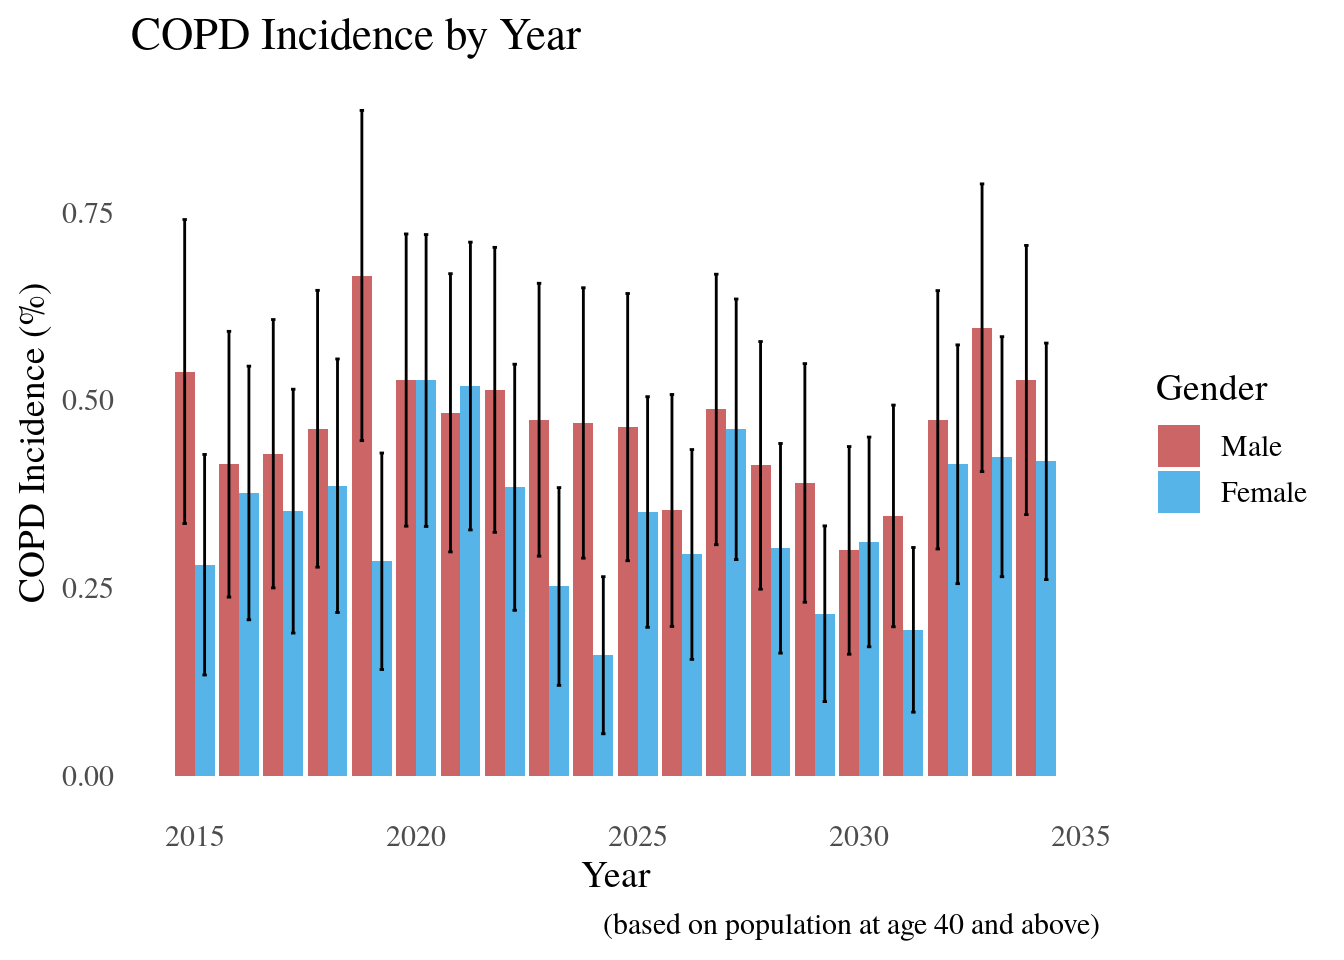 COPD Incidence by Year
COPD Incidence (%)
0.75
0.50
0.25
0.00
2015 2020 2025 2030 2035
Year
(based on population at age 40 and above)
Gender
Male
Female